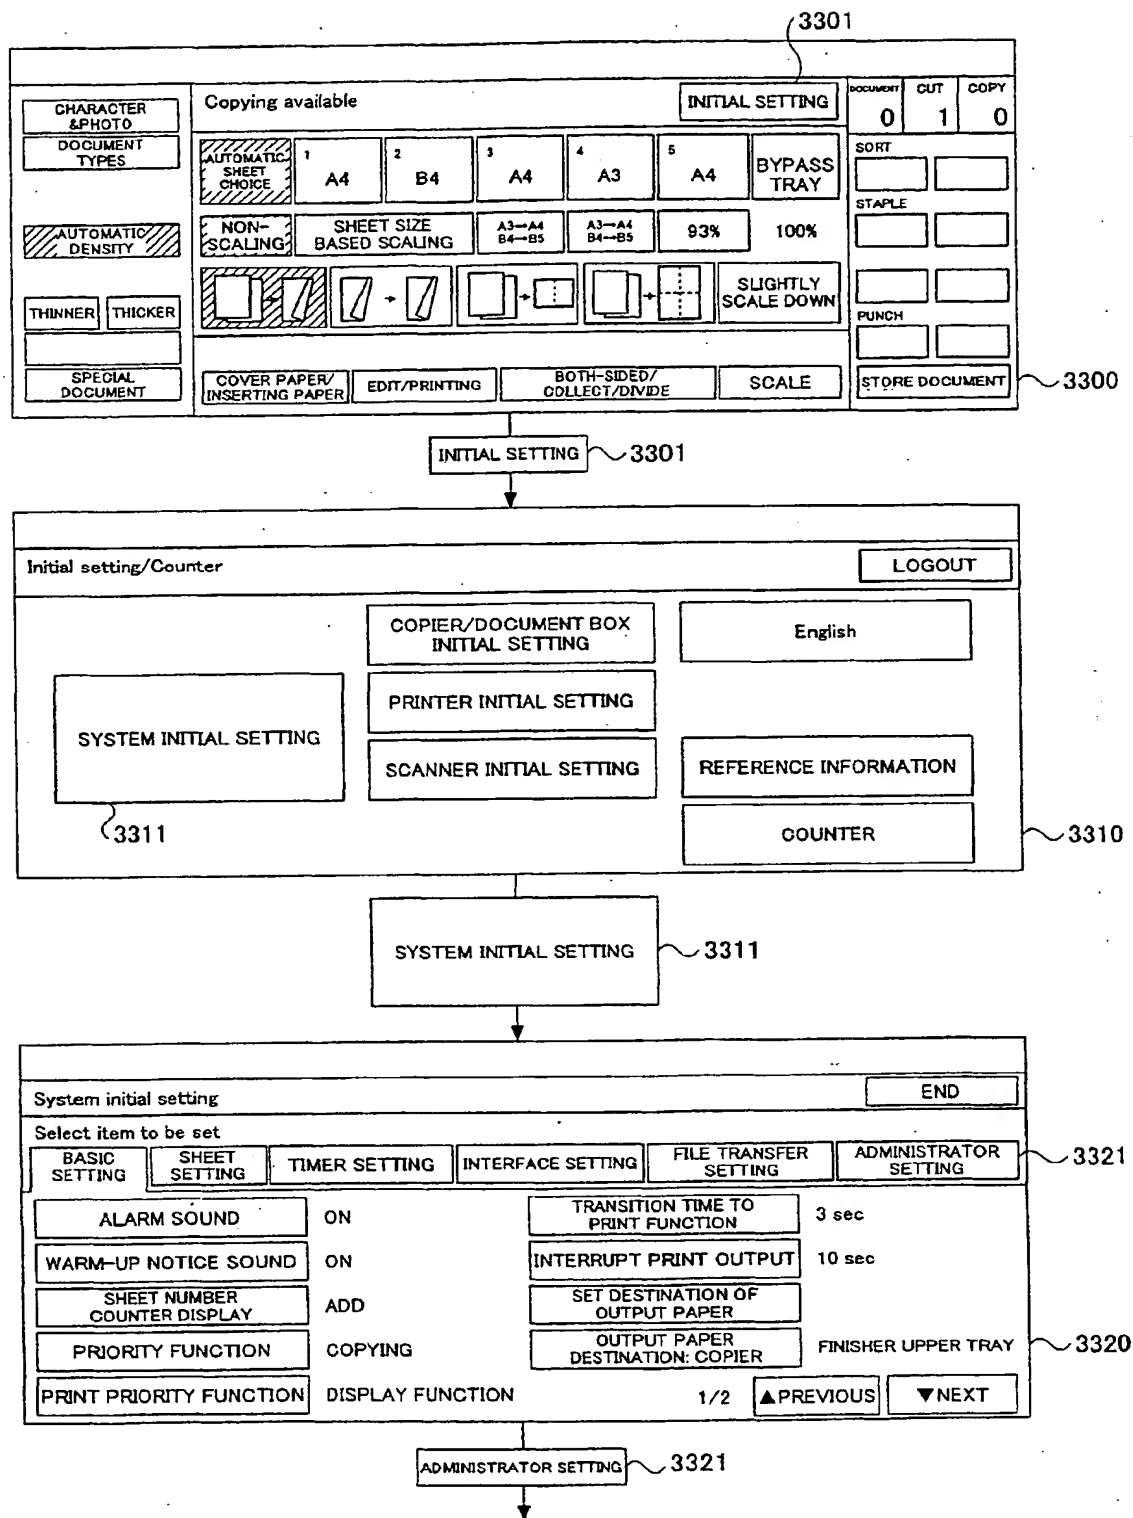 3301
Copying available
INITIAL SETTING
DOCUMENT CUT COPY
0 1 0
CHARACTER
&PHOTO
DOCUMENT
TYPES
AUTOMATIC
DENSITY
THINNER THICKER
SPECIAL
DOCUMENT
AUTOMATIC
SHEET
CHOICE
1
A4
2
B4
3
A4
4
A3
5
A4
BYPASS
TRAY
NON-
SCALING
SHEET SIZE
BASED SCALING
A3→A4
B4→B5
A3→A4
B4→B5
93%
100%
SLIGHTLY
SCALE DOWN
COVER PAPER/
INSERTING PAPER
EDIT/PRINTING
BOTH-SIDED/
COLLECT/DIVIDE
SCALE
SORT
STAPLE
PUNCH
STORE DOCUMENT
3300
INITIAL SETTING
3301
Initial setting/Counter
LOGOUT
SYSTEM INITIAL SETTING
3311
COPIER/DOCUMENT BOX
INITIAL SETTING
PRINTER INITIAL SETTING
SCANNER INITIAL SETTING
English
REFERENCE INFORMATION
COUNTER
3310
SYSTEM INITIAL SETTING
3311
System initial setting
END
Select item to be set
BASIC
SETTING
SHEET
SETTING
TIMER SETTING
INTERFACE SETTING
FILE TRANSFER
SETTING
ADMINISTRATOR
SETTING
3321
ALARM SOUND ON
WARM-UP NOTICE SOUND ON
SHEET NUMBER
COUNTER DISPLAY
ADD
PRIORITY FUNCTION COPYING
PRINT PRIORITY FUNCTION DISPLAY FUNCTION
TRANSITION TIME TO
PRINT FUNCTION
3 sec
INTERRUPT PRINT OUTPUT 10 sec
SET DESTINATION OF
OUTPUT PAPER
OUTPUT PAPER
DESTINATION: COPIER
FINISHER UPPER TRAY
3320
1/2 ▲PREVIOUS ▼NEXT
ADMINISTRATOR SETTING
3321